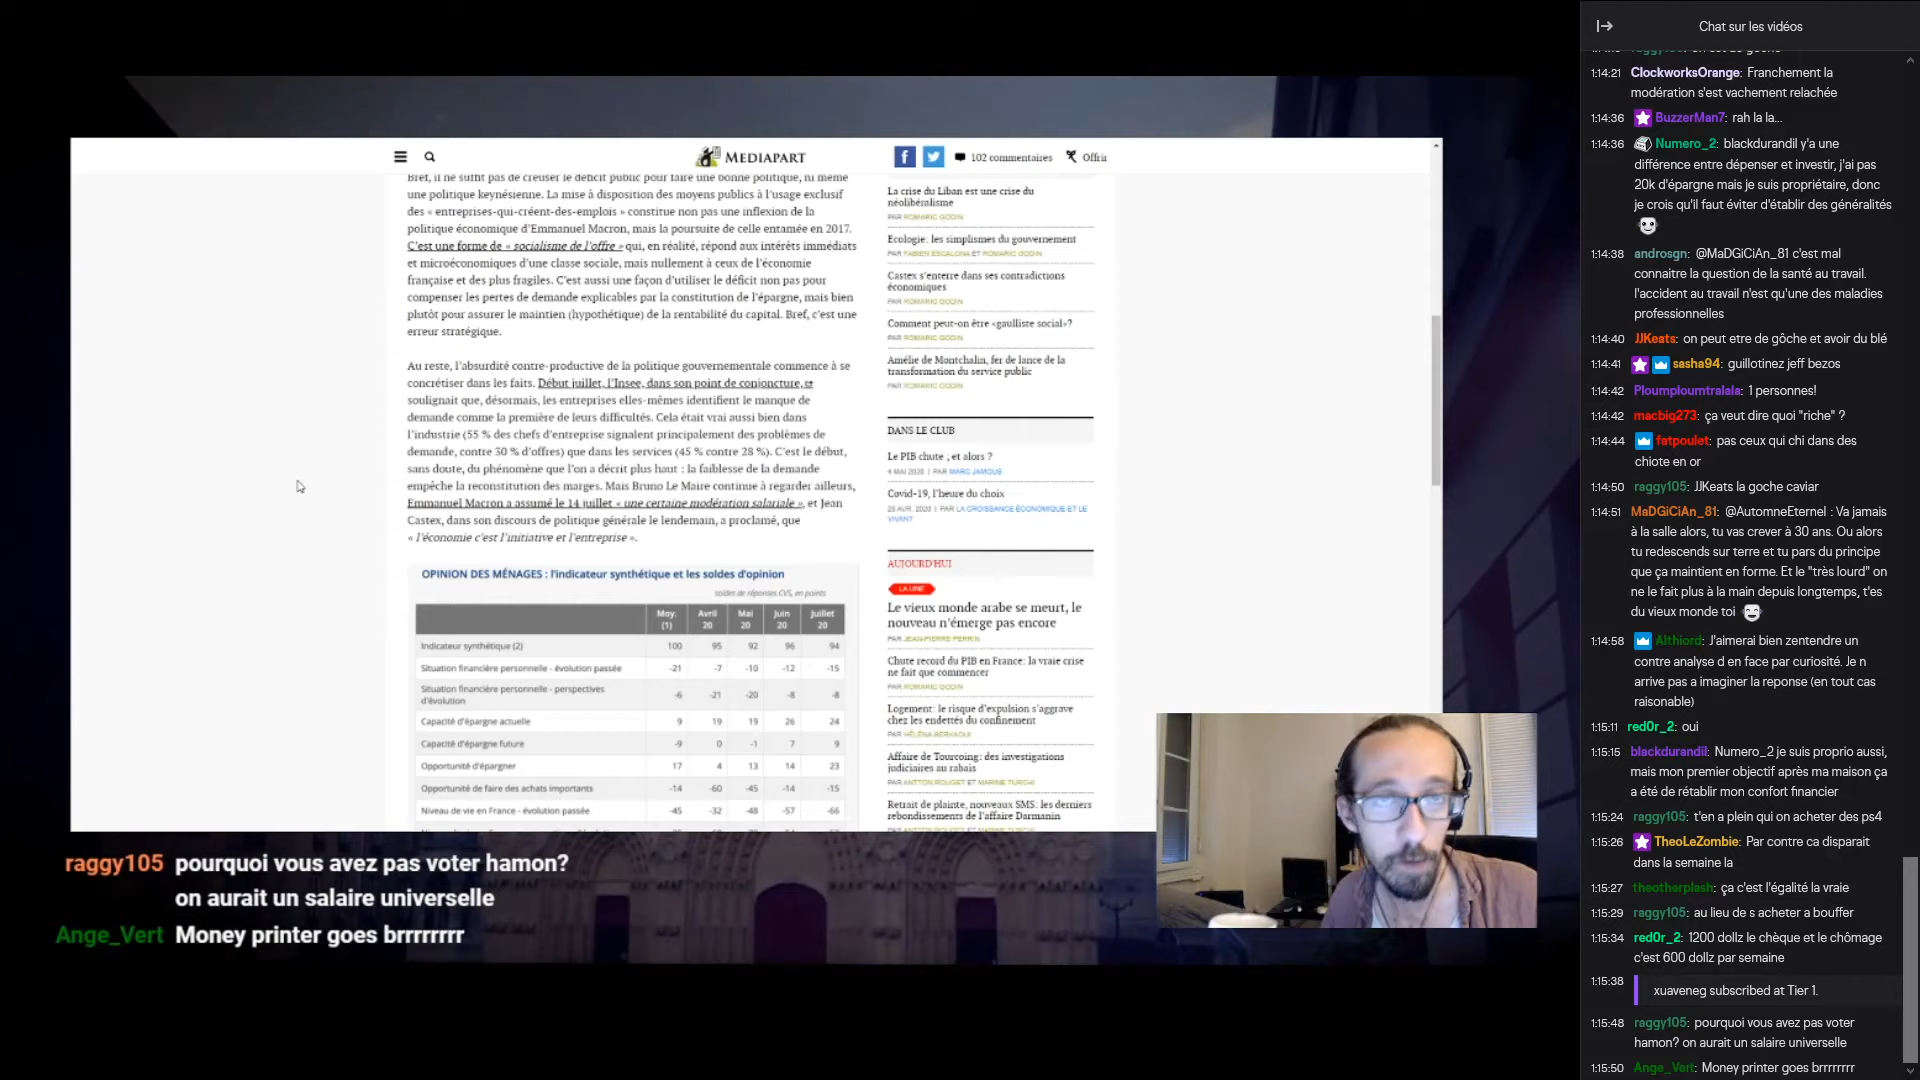 MEDIAPART
102 commentaires
Offrir
Bref, il ne suffit pas de creuser le déficit public pour faire une bonne politique, ni même
une politique keynésienne. La mise à disposition des moyens publics à l'usage exclusif
des « entreprises-qui-créent-des-emplois » constitue non pas une inflexion de la
politique économique d'Emmanuel Macron, mais la poursuite de celle entamée en 2017.
C'est une forme de « socialisme de l'offre » qui, en réalité, répond aux intérêts immédiats
et microéconomiques d'une classe sociale, mais nullement à ceux de l'économie
française et des plus fragiles. C'est aussi une façon d'utiliser le déficit non pas pour
compenser les pertes de demande explicables par la constitution de l'épargne, mais bien
plutôt pour assurer le maintien (hypothétique) de la rentabilité du capital. Bref, c'est une
erreur stratégique.
Au reste, l'absurdité contre-productive de la politique gouvernementale commence à se
concrétiser dans les faits. Début juillet, l'Insee, dans son point de conjoncture,
soulignait que, désormais, les entreprises elles-mêmes identifient le manque de
demande comme la première de leurs difficultés. Cela était vrai aussi bien dans
l'industrie (55 % des chefs d'entreprise signalent principalement des problèmes de
demande, contre 30 % d'offres) que dans les services (45 % contre 28 %). C'est le début,
sans doute, du phénomène que l'on a décrit plus haut : la faiblesse de la demande
empêche la reconstitution des marges. Mais Bruno Le Maire continue à regarder ailleurs,
Emmanuel Macron a assumé le 14 juillet « une certaine modération salariale », et Jean
Castex, dans son discours de politique générale le lendemain, a proclamé, que
« l'économie c'est l'initiative et l'entreprise ».
OPINION DES MÉNAGES : l'indicateur synthétique et les soldes d'opinion
soldes de réponses CVS, en points
Moy. (1) Avril 20 Mai 20 Juin 20 Juillet 20
Indicateur synthétique (2) 100 95 92 96 94
Situation financière personnelle - évolution passée -21 -7 -10 -12 -15
Situation financière personnelle - perspectives
d'évolution -6 -21 -20 -8 -8
Capacité d'épargne actuelle 9 19 19 26 24
Capacité d'épargne future -9 0 -1 7 9
Opportunité d'épargner 17 4 13 14 23
Opportunité de faire des achats importants -14 -60 -45 -14 -15
Niveau de vie en France - évolution passée -45 -32 -48 -57 -66
La crise du Liban est une crise du
néolibéralisme
PAR ROMARIC GODIN
Ecologie: les simplismes du gouvernement
PAR FABIEN ESCALONA ET ROMARIC GODIN
Castex s'enterre dans ses contradictions
économiques
PAR ROMARIC GODIN
Comment peut-on être «gaulliste social»?
PAR ROMARIC GODIN
Amélie de Montchalin, fer de lance de la
transformation du service public
PAR ROMARIC GODIN
DANS LE CLUB
Le PIB chute ; et alors ?
4 MAI 2020 | PAR MARC JAMOUS
Covid-19, l'heure du choix
28 AVR. 2020 | PAR LA CROISSANCE ÉCONOMIQUE ET LE
VIVANT
AUJOURD'HUI
LA UNE
Le vieux monde arabe se meurt, le
nouveau n'émerge pas encore
PAR JEAN-PIERRE PERRIN
Chute record du PIB en France: la vraie crise
ne fait que commencer
PAR ROMARIC GODIN
Logement: le risque d'expulsion s'aggrave
chez les endettés du confinement
PAR HÉLÉNA BERKAOUI
Affaire de Tourcoing: des investigations
judiciaires au rabais
PAR ANTTON ROUGET ET MARINE TURCHI
Retrait de plainte, nouveaux SMS: les derniers
rebondissements de l'affaire Darmanin
PAR ANTTON ROUGET ET MARINE TURCHI
raggy105 pourquoi vous avez pas voter hamon?
on aurait un salaire universelle
Ange_Vert Money printer goes brrrrrrrr
Chat sur les vidéos
1:14:21 ClockworksOrange: Franchement la
modération s'est vachement relachée
1:14:36 BuzzerMan7: rah la la...
1:14:36 Numero_2: blackdurandil y'a une
différence entre dépenser et investir, j'ai pas
20k d'épargne mais je suis propriétaire, donc
je crois qu'il faut éviter d'établir des généralités
1:14:38 androsgn: @MaDGiCiAn_81 c'est mal
connaitre la question de la santé au travail.
l'accident au travail n'est qu'une des maladies
professionnelles
1:14:40 JJKeats: on peut etre de gôche et avoir du blé
1:14:41 sasha94: guillotinez jeff bezos
1:14:42 Ploumploumtralala: 1 personnes!
1:14:42 macbig273: ça veut dire quoi "riche" ?
1:14:44 fatpoulet: pas ceux qui chi dans des
chiote en or
1:14:50 raggy105: JJKeats la goche caviar
1:14:51 MaDGiCiAn_81: @AutomneEternel : Va jamais
à la salle alors, tu vas crever à 30 ans. Ou alors
tu redescends sur terre et tu pars du principe
que ça maintient en forme. Et le "très lourd" on
ne le fait plus à la main depuis longtemps, t'es
du vieux monde toi
1:14:58 Althiord: J'aimerai bien zentendre un
contre analyse d en face par curiosité. Je n
arrive pas a imaginer la reponse (en tout cas
raisonable)
1:15:11 red0r_2: oui
1:15:15 blackdurandil: Numero_2 je suis proprio aussi,
mais mon premier objectif après ma maison ça
a été de rétablir mon confort financier
1:15:24 raggy105: t'en a plein qui on acheter des ps4
1:15:26 TheoLeZombie: Par contre ca disparait
dans la semaine la
1:15:27 theotherplash: ça c'est l'égalité la vraie
1:15:29 raggy105: au lieu de s acheter a bouffer
1:15:34 red0r_2: 1200 dollz le chèque et le chômage
c'est 600 dollz par semaine
1:15:38 xuaveneg subscribed at Tier 1.
1:15:48 raggy105: pourquoi vous avez pas voter
hamon? on aurait un salaire universelle
1:15:50 Ange_Vert: Money printer goes brrrrrrrr